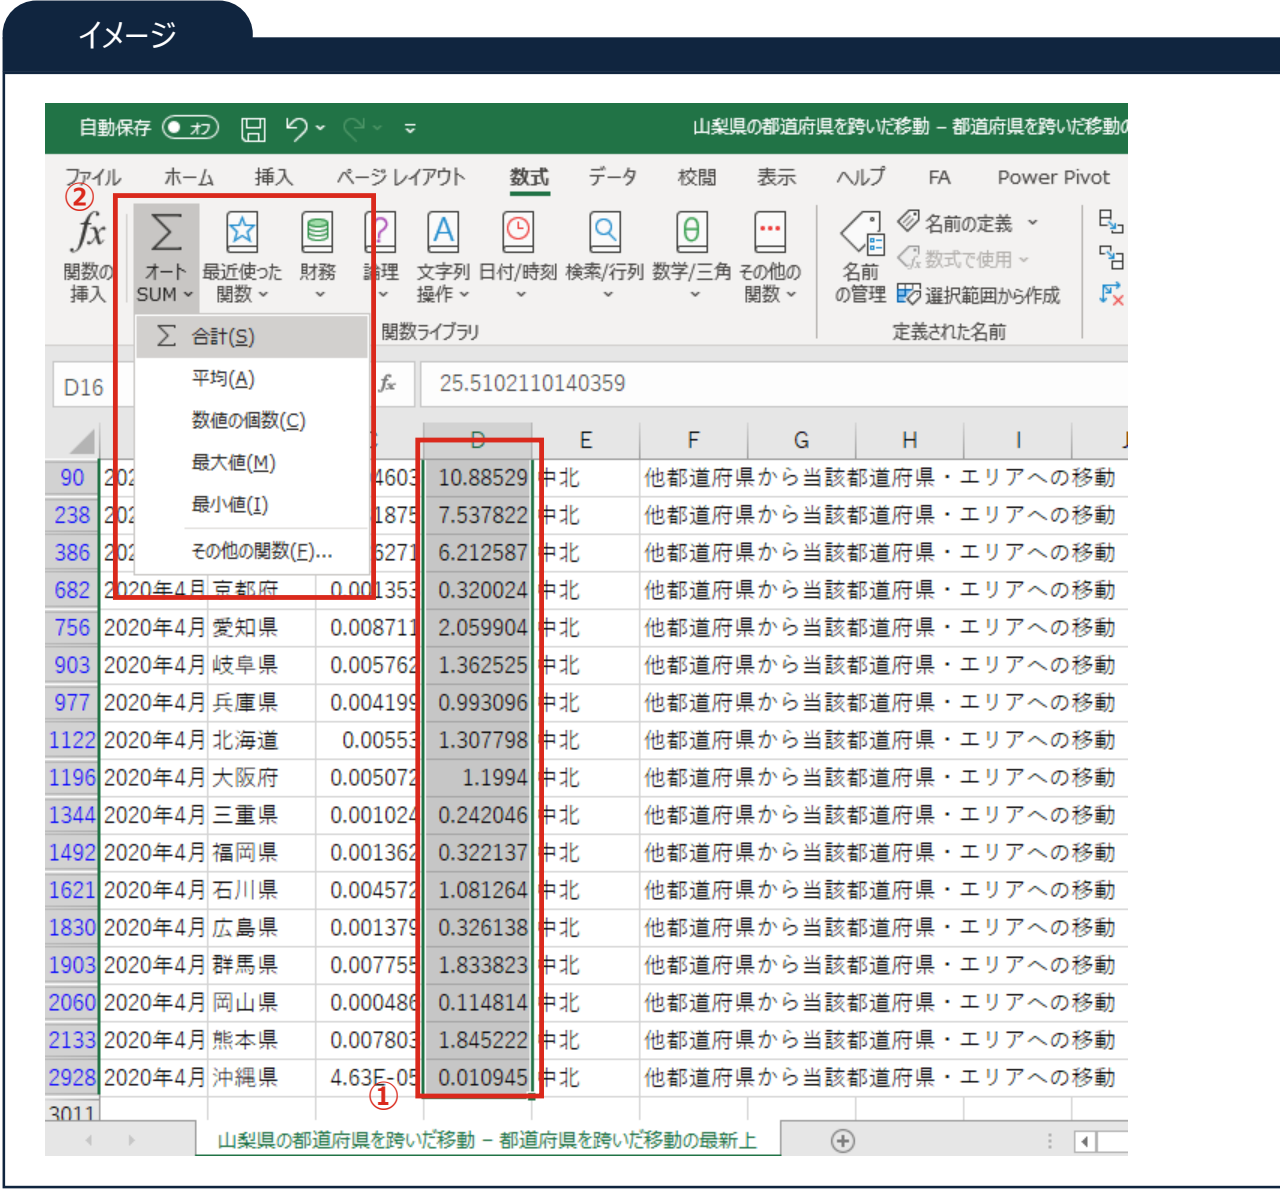 イメージ
自動保存 オフ 山梨県の都道府県を跨いだ移動 – 都道府県を跨いだ移動の
ファイル ホーム 挿入 ページ レイアウト 数式 データ 校閲 表示 ヘルプ FA Power Pivot
②
fx 関数の挿入
Σ オート SUM
最近使った関数
財務
論理
文字列操作
日付/時刻
検索/行列
数学/三角
その他の関数
名前の管理
名前の定義
数式で使用
選択範囲から作成
関数ライブラリ
定義された名前
Σ 合計(S)
平均(A)
数値の個数(C)
最大値(M)
最小値(I)
その他の関数(F)...
D16 fx 25.5102110140359
D E F G H I J
90 202 4603 10.88529 中北 他都道府県から当該都道府県・エリアへの移動
238 202 1875 7.537822 中北 他都道府県から当該都道府県・エリアへの移動
386 202 6271 6.212587 中北 他都道府県から当該都道府県・エリアへの移動
682 2020年4月 京都府 0.001353 0.320024 中北 他都道府県から当該都道府県・エリアへの移動
756 2020年4月 愛知県 0.008711 2.059904 中北 他都道府県から当該都道府県・エリアへの移動
903 2020年4月 岐阜県 0.005762 1.362525 中北 他都道府県から当該都道府県・エリアへの移動
977 2020年4月 兵庫県 0.004199 0.993096 中北 他都道府県から当該都道府県・エリアへの移動
1122 2020年4月 北海道 0.00553 1.307798 中北 他都道府県から当該都道府県・エリアへの移動
1196 2020年4月 大阪府 0.005072 1.1994 中北 他都道府県から当該都道府県・エリアへの移動
1344 2020年4月 三重県 0.001024 0.242046 中北 他都道府県から当該都道府県・エリアへの移動
1492 2020年4月 福岡県 0.001362 0.322137 中北 他都道府県から当該都道府県・エリアへの移動
1621 2020年4月 石川県 0.004572 1.081264 中北 他都道府県から当該都道府県・エリアへの移動
1830 2020年4月 広島県 0.001379 0.326138 中北 他都道府県から当該都道府県・エリアへの移動
1903 2020年4月 群馬県 0.007755 1.833823 中北 他都道府県から当該都道府県・エリアへの移動
2060 2020年4月 岡山県 0.000486 0.114814 中北 他都道府県から当該都道府県・エリアへの移動
2133 2020年4月 熊本県 0.007803 1.845222 中北 他都道府県から当該都道府県・エリアへの移動
2928 2020年4月 沖縄県 4.63E-05 0.010945 中北 他都道府県から当該都道府県・エリアへの移動
①
3011
山梨県の都道府県を跨いだ移動 – 都道府県を跨いだ移動の最新上